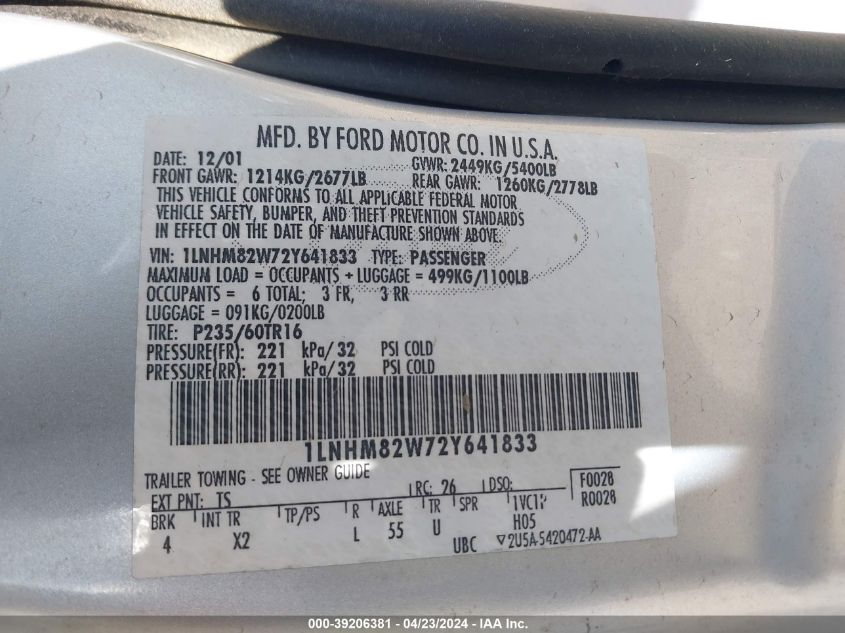 MFD. BY FORD MOTOR CO. IN U.S.A.
DATE: 12/01 GVWR: 2449KG/5400LB
FRONT GAWR: 1214KG/2677LB REAR GAWR: 1260KG/2778LB
THIS VEHICLE CONFORMS TO ALL APPLICABLE FEDERAL MOTOR
VEHICLE SAFETY, BUMPER, AND THEFT PREVENTION STANDARDS
IN EFFECT ON THE DATE OF MANUFACTURE SHOWN ABOVE.
VIN: 1LNHM82W72Y641833 TYPE: PASSENGER
MAXIMUM LOAD = OCCUPANTS + LUGGAGE = 499KG/1100LB
OCCUPANTS = 6 TOTAL; 3 FR, 3 RR
LUGGAGE = 091KG/0200LB
TIRE: P235/60TR16
PRESSURE(FR) = 221 kPa/ 32 PSI COLD
PRESSURE(RR) = 221 kPa/ 32 PSI COLD
1LNHM82W72Y641833
TRAILER TOWING - SEE OWNER GUIDE
EXT PNT: TS RC: 26 DSO: F0028
R0028
BRK INT TR TP/PS R AXLE TR SPR
4 X2 L 55 U H05
UBC 2U5A-5420472-AA
000-39206381 - 04/23/2024 - IAA Inc.